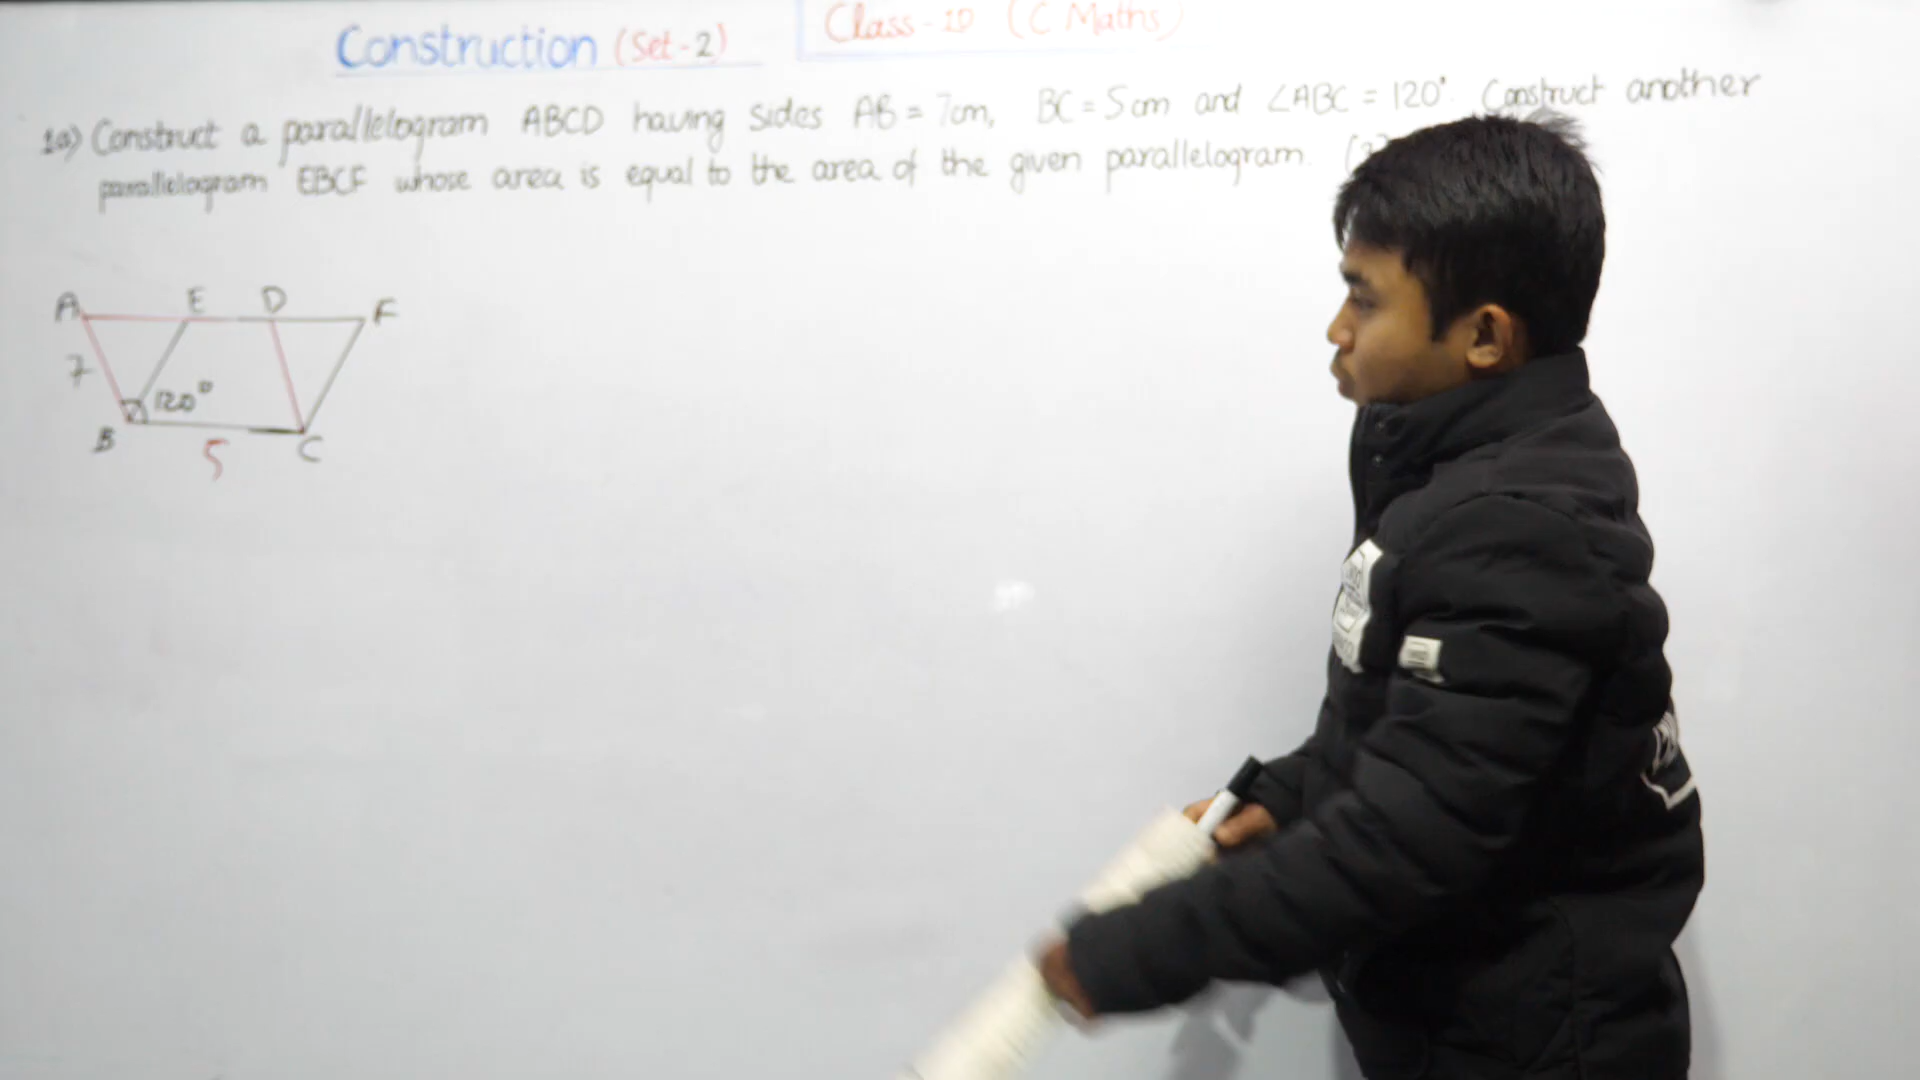 Construction (Set-2)
Class-10 (C Maths)
1a) Construct a parallelogram ABCD having sides AB = 7cm, BC = 5cm and ∠ABC = 120°. Construct another
parallelogram EBCF whose area is equal to the area of the given parallelogram.
A E D F
7
120°
B 5 C